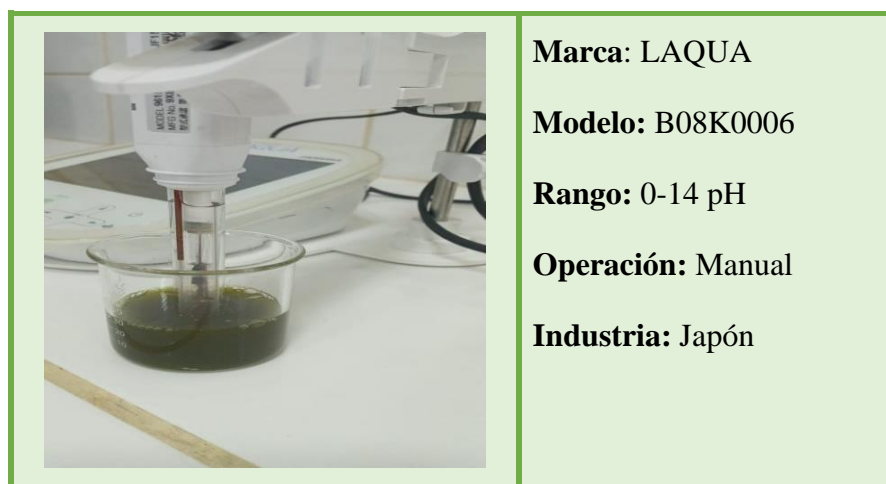 Marca: LAQUA
Modelo: B08K0006
Rango: 0-14 pH
Operación: Manual
Industria: Japón